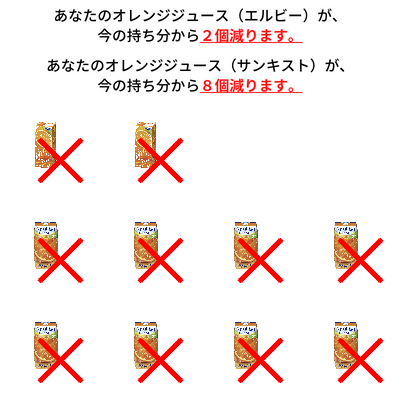 あなたのオレンジジュース（エルビー）が、
今の持ち分から２個減ります。
あなたのオレンジジュース（サンキスト）が、
今の持ち分から８個減ります。